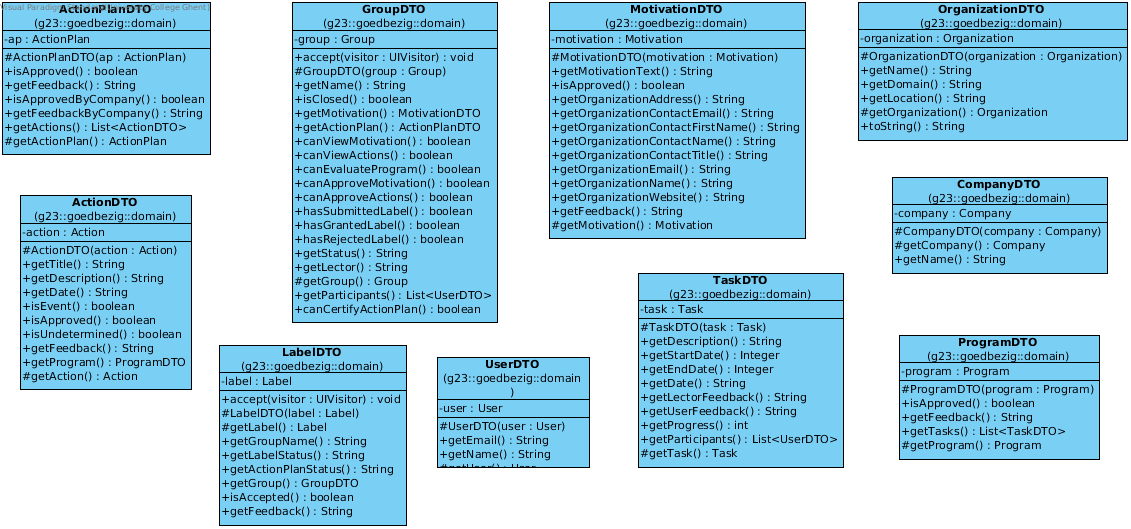 Visual Paradigm
College Ghent)
ActionPlanDTO
(g23::goedbezig::domain)
-ap : ActionPlan
#ActionPlanDTO(ap : ActionPlan)
+isApproved() : boolean
+getFeedback() : String
+isApprovedByCompany() : boolean
+getFeedbackByCompany() : String
+getActions() : List<ActionDTO>
#getActionPlan() : ActionPlan
GroupDTO
(g23::goedbezig::domain)
-group : Group
+accept(visitor : UIVisitor) : void
#GroupDTO(group : Group)
+getName() : String
+isClosed() : boolean
+getMotivation() : MotivationDTO
+getActionPlan() : ActionPlanDTO
+canViewMotivation() : boolean
+canViewActions() : boolean
+canEvaluateProgram() : boolean
+canApproveMotivation() : boolean
+canApproveActions() : boolean
+hasSubmittedLabel() : boolean
+hasGrantedLabel() : boolean
+hasRejectedLabel() : boolean
+getStatus() : String
+getLector() : String
#getGroup() : Group
+getParticipants() : List<UserDTO>
+canCertifyActionPlan() : boolean
MotivationDTO
(g23::goedbezig::domain)
-motivation : Motivation
#MotivationDTO(motivation : Motivation)
+getMotivationText() : String
+isApproved() : boolean
+getOrganizationAddress() : String
+getOrganizationContactEmail() : String
+getOrganizationContactFirstName() : String
+getOrganizationContactName() : String
+getOrganizationContactTitle() : String
+getOrganizationEmail() : String
+getOrganizationName() : String
+getOrganizationWebsite() : String
+getFeedback() : String
#getMotivation() : Motivation
OrganizationDTO
(g23::goedbezig::domain)
-organization : Organization
#OrganizationDTO(organization : Organization)
+getName() : String
+getDomain() : String
+getLocation() : String
#getOrganization() : Organization
+toString() : String
ActionDTO
(g23::goedbezig::domain)
-action : Action
#ActionDTO(action : Action)
+getTitle() : String
+getDescription() : String
+getDate() : String
+isEvent() : boolean
+isApproved() : boolean
+isUndetermined() : boolean
+getFeedback() : String
+getProgram() : ProgramDTO
#getAction() : Action
CompanyDTO
(g23::goedbezig::domain)
-company : Company
#CompanyDTO(company : Company)
#getCompany() : Company
+getName() : String
LabelDTO
(g23::goedbezig::domain)
-label : Label
+accept(visitor : UIVisitor) : void
#LabelDTO(label : Label)
#getLabel() : Label
+getGroupName() : String
+getLabelStatus() : String
+getActionPlanStatus() : String
+getGroup() : GroupDTO
+isAccepted() : boolean
+getFeedback() : String
UserDTO
(g23::goedbezig::domain
)
-user : User
#UserDTO(user : User)
+getEmail() : String
+getName() : String
#getUser() : User
TaskDTO
(g23::goedbezig::domain)
-task : Task
#TaskDTO(task : Task)
+getDescription() : String
+getStartDate() : Integer
+getEndDate() : Integer
+getDate() : String
+getLectorFeedback() : String
+getUserFeedback() : String
+getProgress() : int
+getParticipants() : List<UserDTO>
#getTask() : Task
ProgramDTO
(g23::goedbezig::domain)
-program : Program
#ProgramDTO(program : Program)
+isApproved() : boolean
+getFeedback() : String
+getTasks() : List<TaskDTO>
#getProgram() : Program